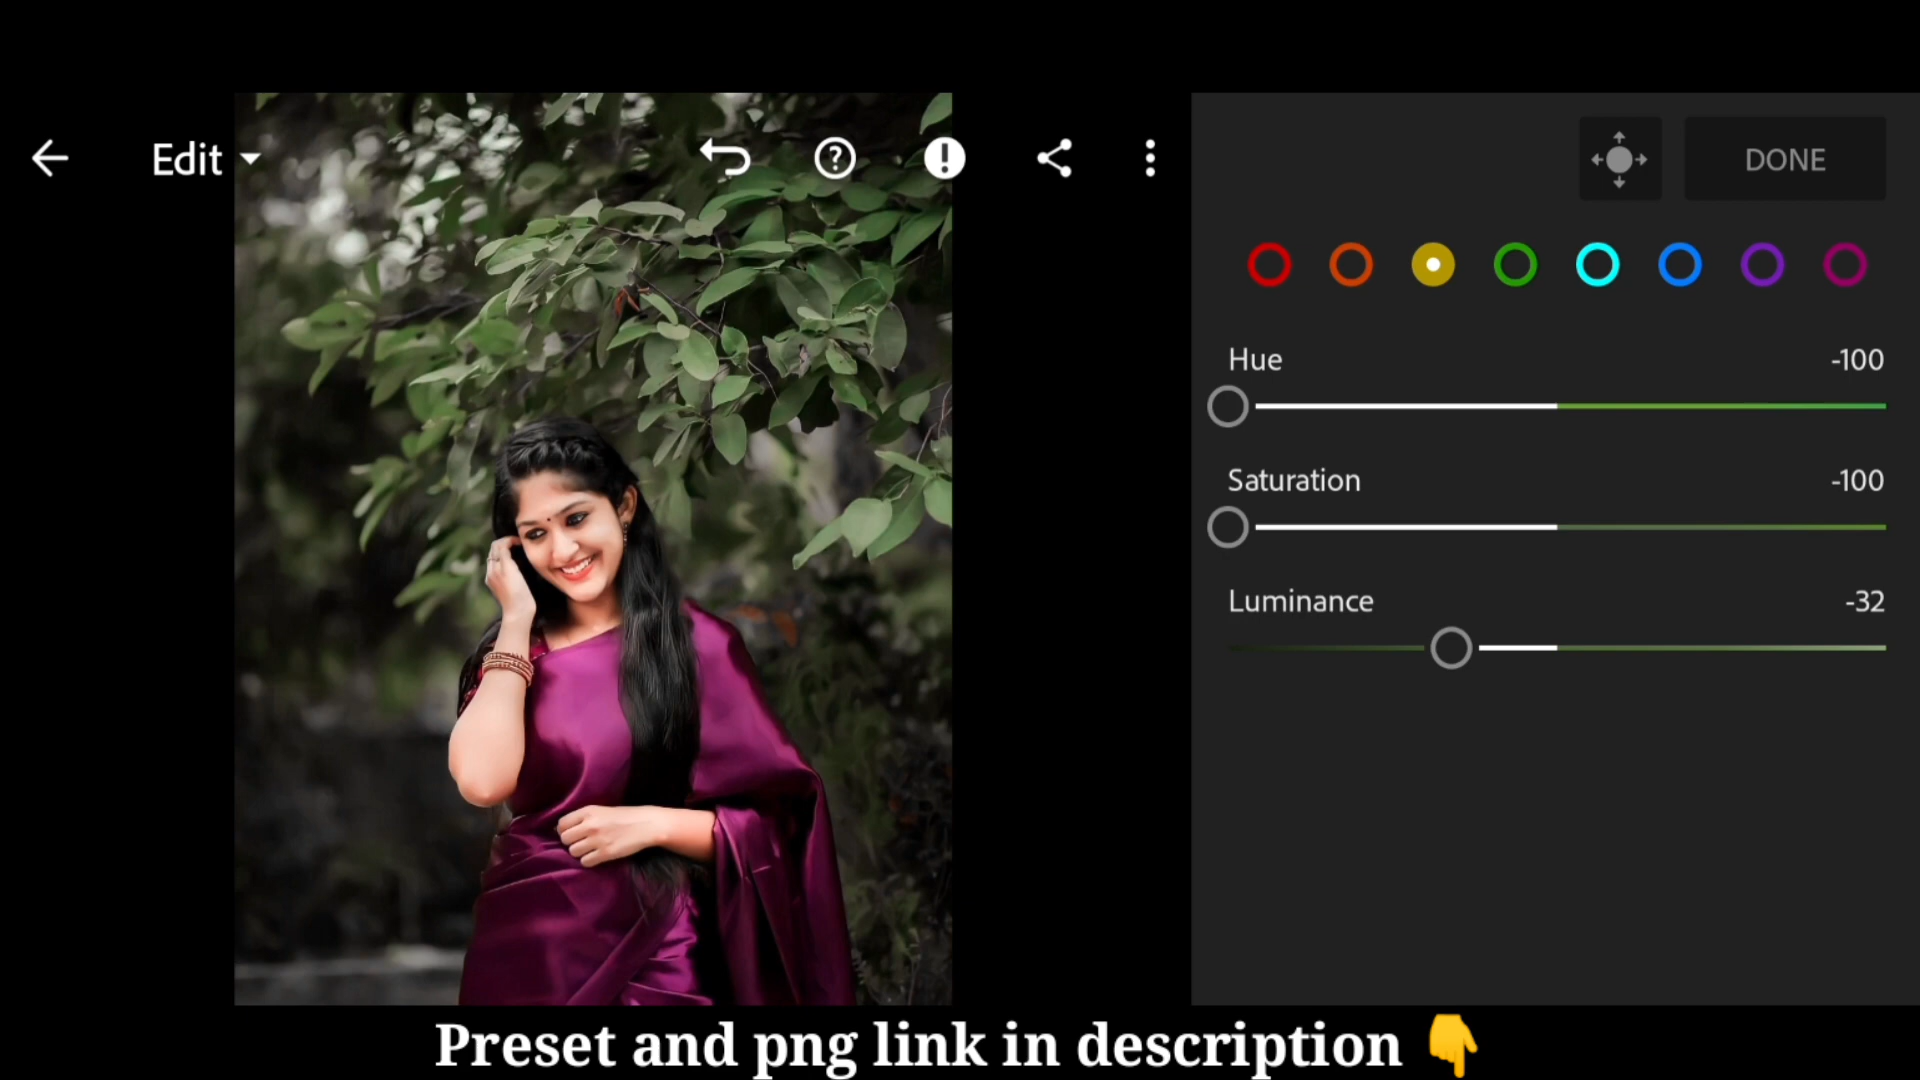 Edit
DONE
Hue -100
Saturation -100
Luminance -32
Preset and png link in description 👇